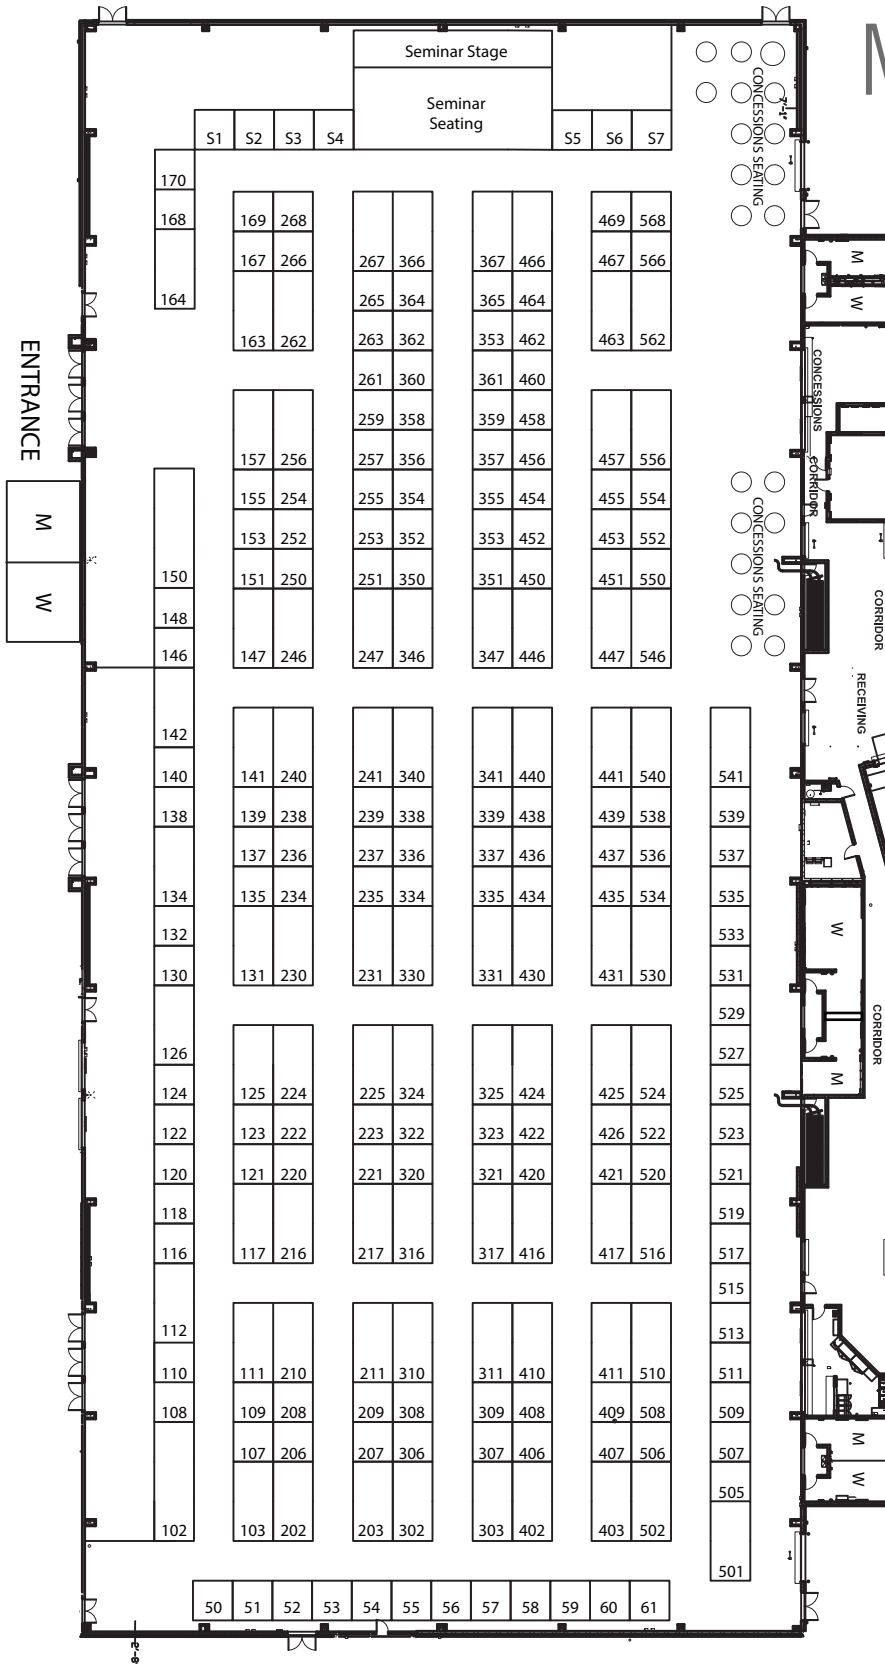 M
Seminar Stage
Seminar
Seating
CONCESSIONS SEATING
7'-1"
S1 S2 S3 S4 S5 S6 S7
170
168 169 268 469 568
167 266 267 366 367 466 467 566
164 265 364 365 464
163 262 263 362 353 462 463 562
261 360 361 460
259 358 359 458
157 256 257 356 357 456 457 556
155 254 255 354 355 454 455 554
153 252 253 352 353 452 453 552
150 151 250 251 350 351 450 451 550
148
146 147 246 247 346 347 446 447 546
ENTRANCE
M
W
CONCESSIONS SEATING
M
W
CONCESSIONS
CORRIDOR
CORRIDOR
RECEIVING
142
140 141 240 241 340 341 440 441 540 541
138 139 238 239 338 339 438 439 538 539
137 236 237 336 337 436 437 536 537
134 135 234 235 334 335 434 435 534 535
132 533
130 131 230 231 330 331 430 431 530 531
529
126 527
124 125 224 225 324 325 424 425 524 525
122 123 222 223 322 323 422 426 522 523
120 121 220 221 320 321 420 421 520 521
118 519
116 117 216 217 316 317 416 417 516 517
515
112 513
110 111 210 211 310 311 410 411 510 511
108 109 208 209 308 309 408 409 508 509
107 206 207 306 307 406 407 506 507
505
102 103 202 203 302 303 402 403 502
501
50 51 52 53 54 55 56 57 58 59 60 61
W
M
CORRIDOR
M
W